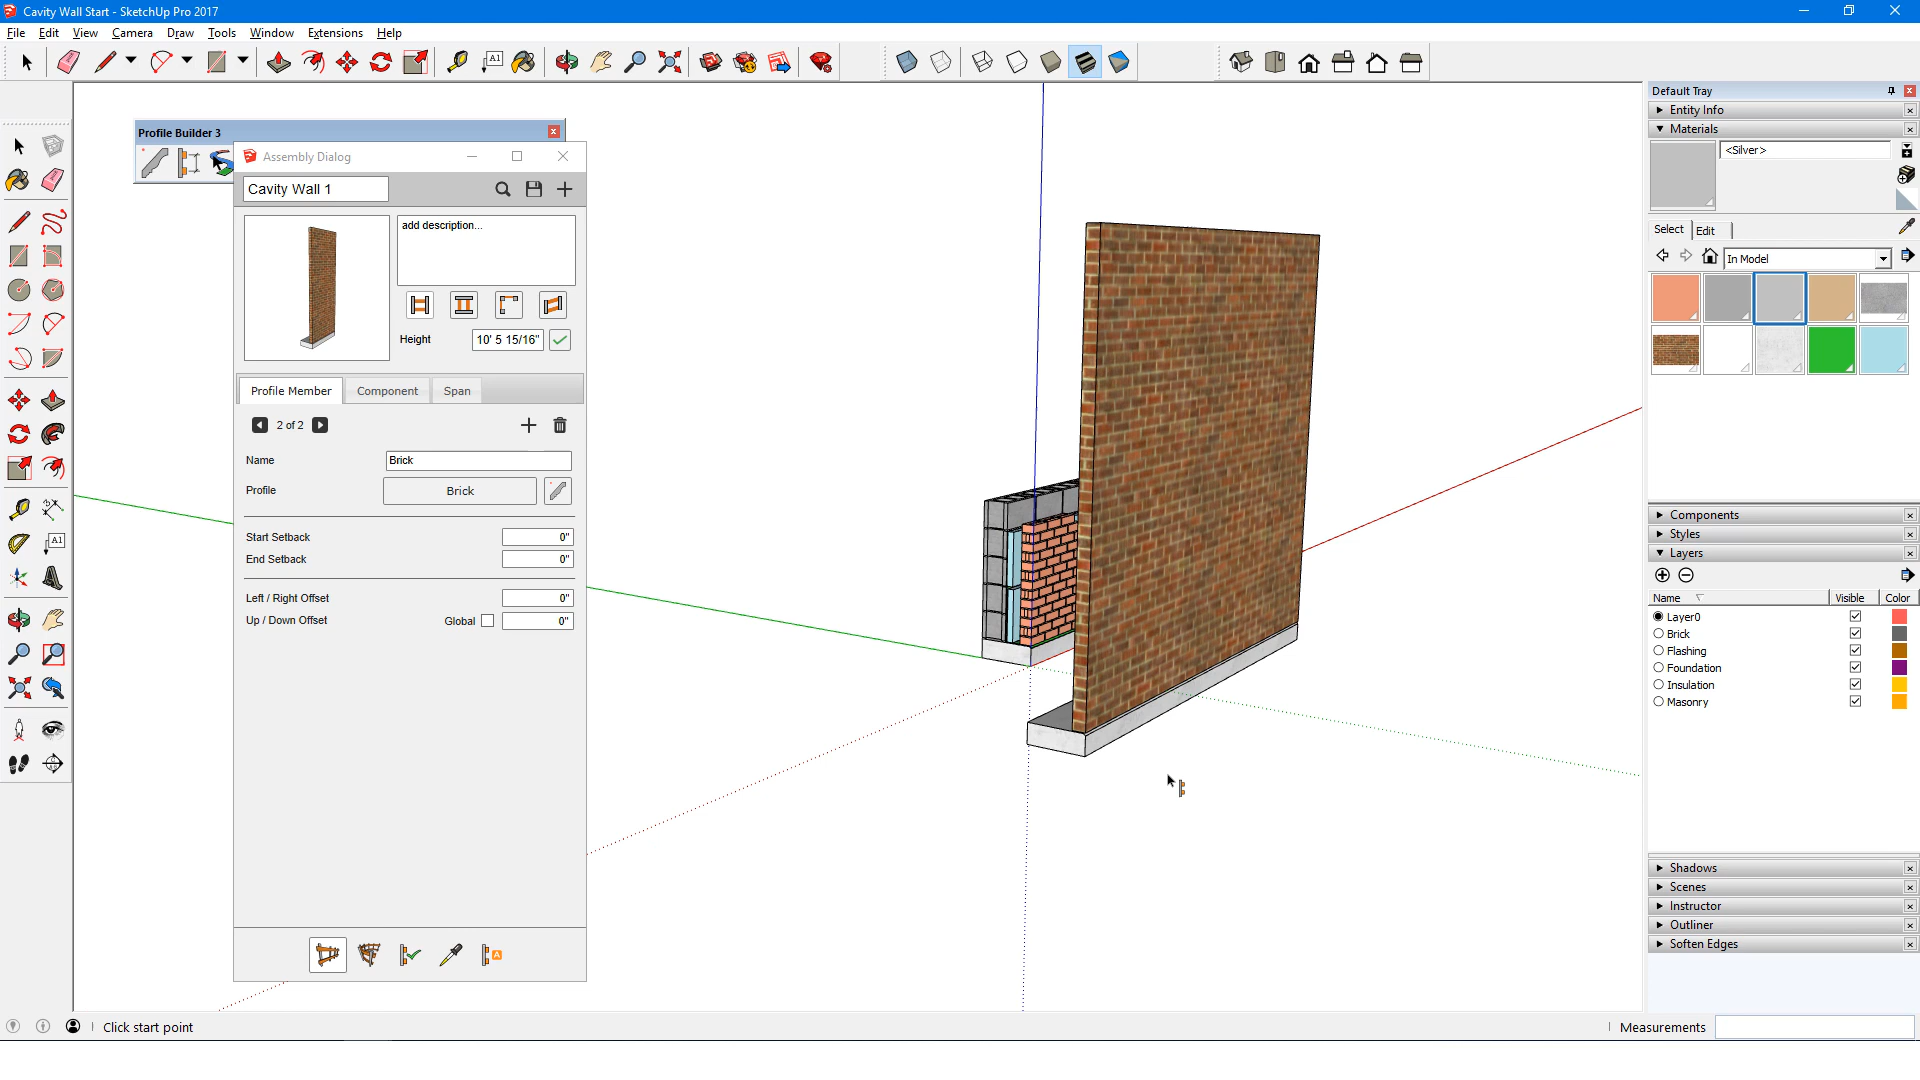 Cavity Wall Start - SketchUp Pro 2017
File Edit View Camera Draw Tools Window Extensions Help
A1
Default Tray
Entity Info
Materials
<Silver>
Select Edit
In Model
Components
Styles
Layers
Name Visible Color
Layer0
Brick
Flashing
Foundation
Insulation
Masonry
Shadows
Scenes
Instructor
Outliner
Soften Edges
Profile Builder 3
Assembly Dialog
Cavity Wall 1
add description...
Height 10' 5 15/16"
Profile Member Component Span
2 of 2
Name Brick
Profile Brick
Start Setback 0"
End Setback 0"
Left / Right Offset 0"
Up / Down Offset Global 0"
A
A1
Click start point
Measurements